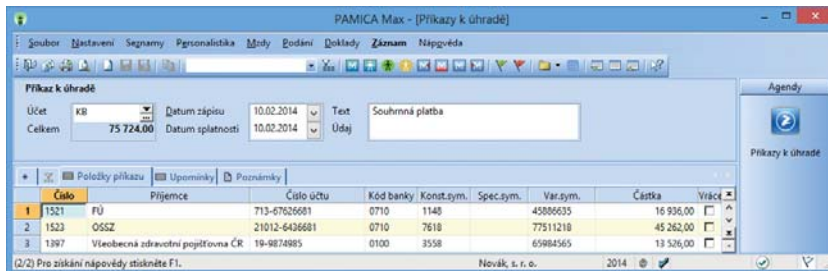 PAMICA Max - [Příkazy k úhradě]
Soubor Nastavení Seznamy Personalistika Mzdy Podání Doklady Záznam Nápověda
Příkaz k úhradě
Agendy
Účet KB Datum zápisu 10.02.2014 Text Souhrnná platba
Celkem 75 724,00 Datum splatnosti 10.02.2014 Údaj
Příkazy k úhradě
Položky příkazu Upomínky Poznámky
Číslo Příjemce Číslo účtu Kód banky Konst.sym. Spec.sym. Var.sym. Částka Vráce
1 1521 FÚ 713-67626681 0710 1148 45886635 16 936,00
2 1523 OSSZ 21012-6436681 0710 7618 77511218 45 262,00
3 1397 Všeobecná zdravotní pojišťovna ČR 19-9874985 0100 3558 65984565 13 526,00
(2/2) Pro získání nápovědy stiskněte F1. Novák, s. r. o. 2014 @